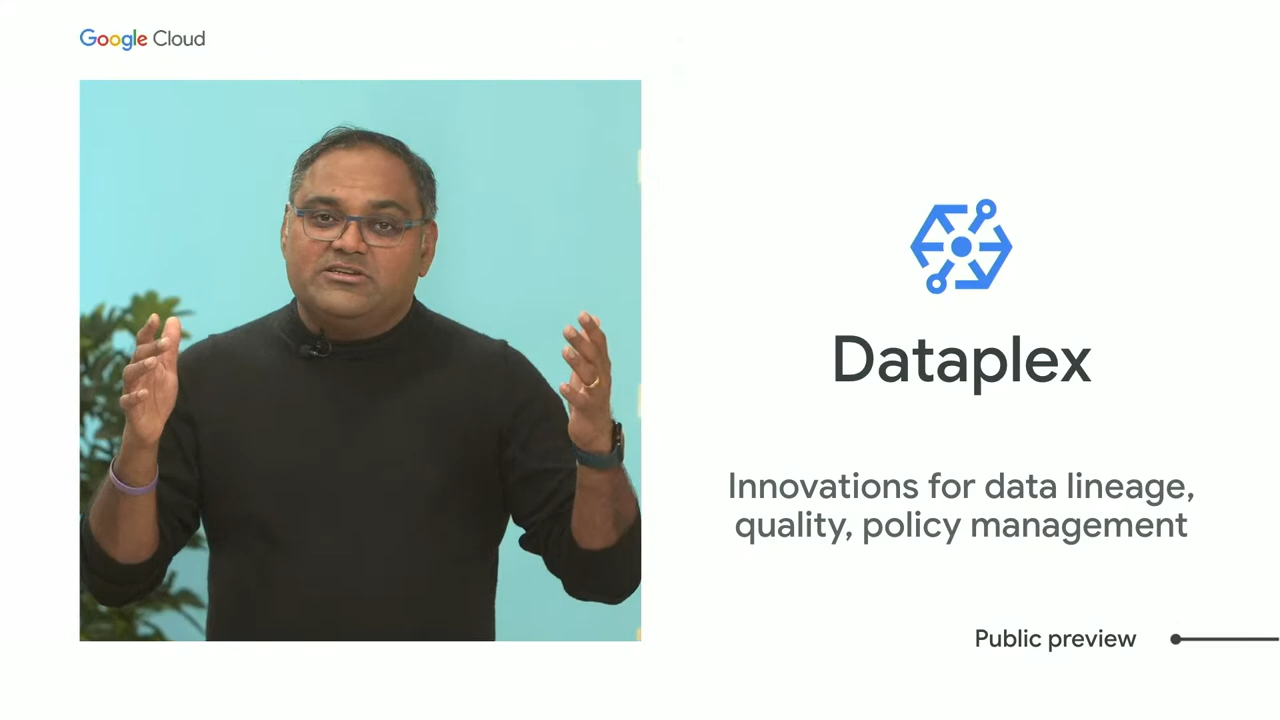 Google Cloud
Dataplex
Innovations for data lineage,
quality, policy management
Public preview